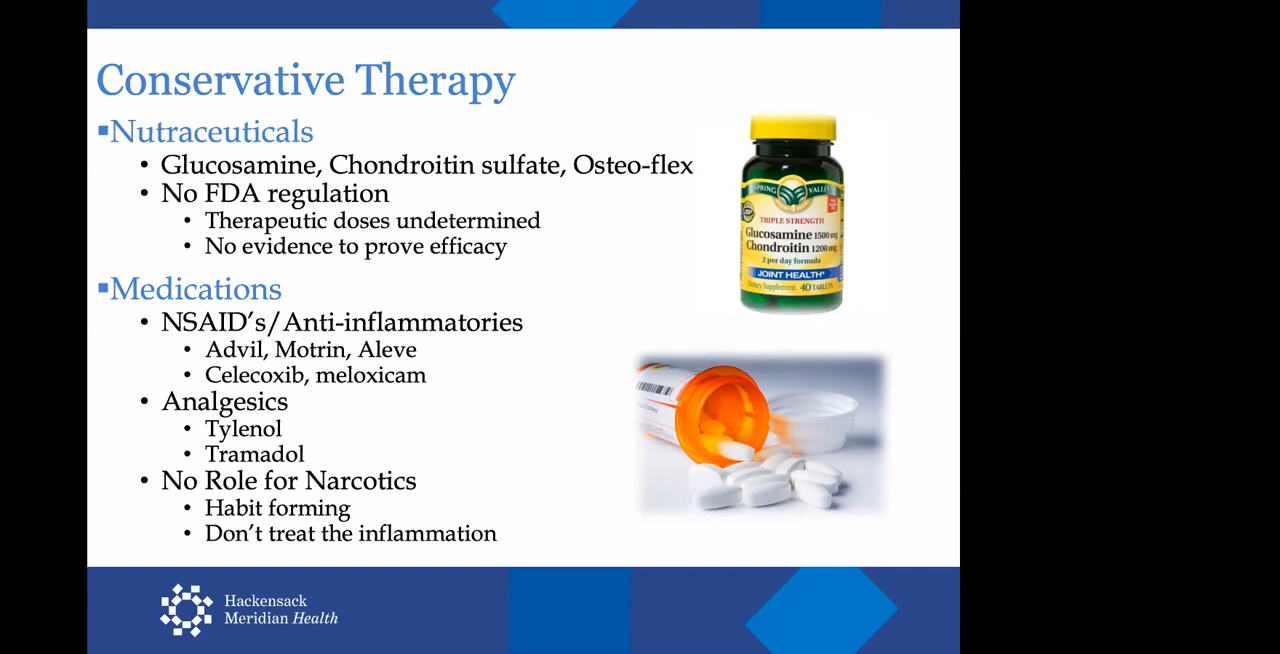 Conservative Therapy
▪Nutraceuticals
• Glucosamine, Chondroitin sulfate, Osteo-flex
• No FDA regulation
• Therapeutic doses undetermined
• No evidence to prove efficacy
▪Medications
• NSAID's/Anti-inflammatories
• Advil, Motrin, Aleve
• Celecoxib, meloxicam
• Analgesics
• Tylenol
• Tramadol
• No Role for Narcotics
• Habit forming
• Don't treat the inflammation
SPRING VALLEY
TRIPLE STRENGTH
Glucosamine 1500 mg
Chondroitin 1200 mg
2 per day formula
JOINT HEALTH*
Dietary Supplement 40 TABLETS
Hackensack
Meridian Health